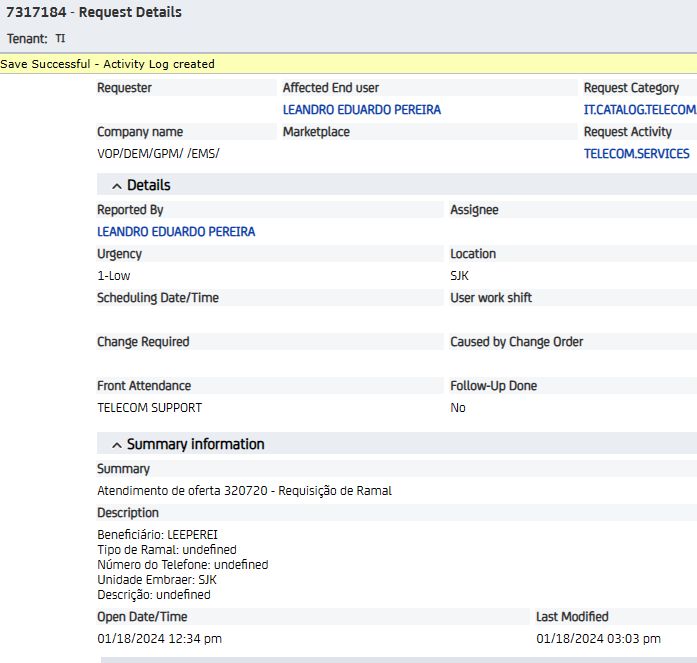 7317184 - Request Details
Tenant: TI
Save Successful - Activity Log created
Requester Affected End user Request Category
LEANDRO EDUARDO PEREIRA IT.CATALOG.TELECOM.
Company name Marketplace Request Activity
VOP/DEM/GPM/ /EMS/ TELECOM.SERVICES
Details
Reported By Assignee
LEANDRO EDUARDO PEREIRA
Urgency Location
1-Low SJK
Scheduling Date/Time User work shift
Change Required Caused by Change Order
Front Attendance Follow-Up Done
TELECOM SUPPORT No
Summary information
Summary
Atendimento de oferta 320720 - Requisição de Ramal
Description
Beneficiário: LEEPEREI
Tipo de Ramal: undefined
Número do Telefone: undefined
Unidade Embraer: SJK
Descrição: undefined
Open Date/Time Last Modified
01/18/2024 12:34 pm 01/18/2024 03:03 pm